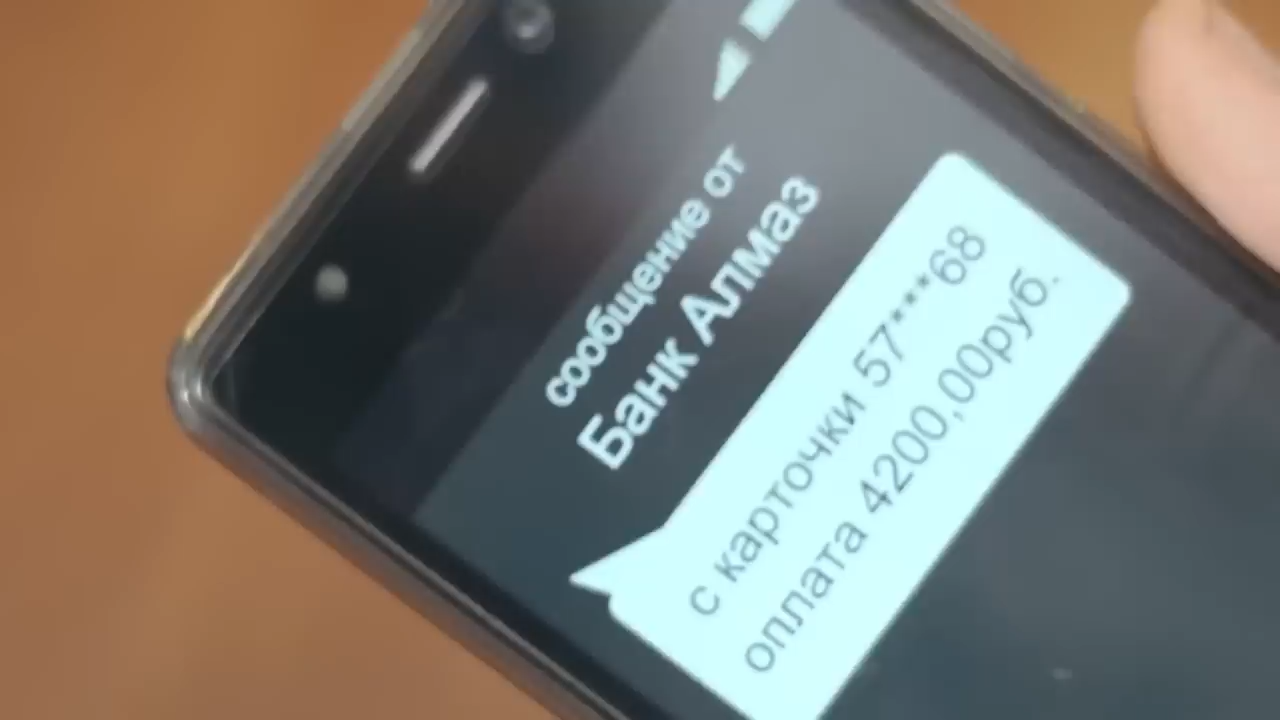 сообщение от
Банк Алмаз
с карточки 57***68
оплата 4200,00руб.